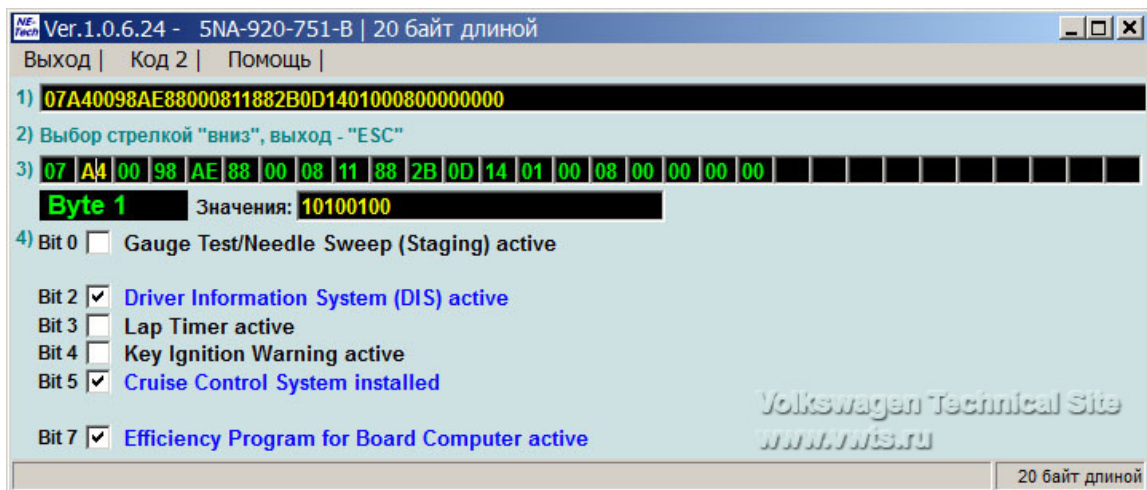 NE-Tech Ver.1.0.6.24 - 5NA-920-751-B | 20 байт длиной
Выход | Код 2 | Помощь |
1) 07A40098AE88000811882B0D1401000800000000
2) Выбор стрелкой "вниз", выход - "ESC"
3) 07 A4 00 98 AE 88 00 08 11 88 2B 0D 14 01 00 08 00 00 00 00
Byte 1 Значения: 10100100
4) Bit 0 Gauge Test/Needle Sweep (Staging) active
Bit 2 Driver Information System (DIS) active
Bit 3 Lap Timer active
Bit 4 Key Ignition Warning active
Bit 5 Cruise Control System installed
Volkswagen Technical Site
Bit 7 Efficiency Program for Board Computer active
www.vwts.ru
20 байт длиной